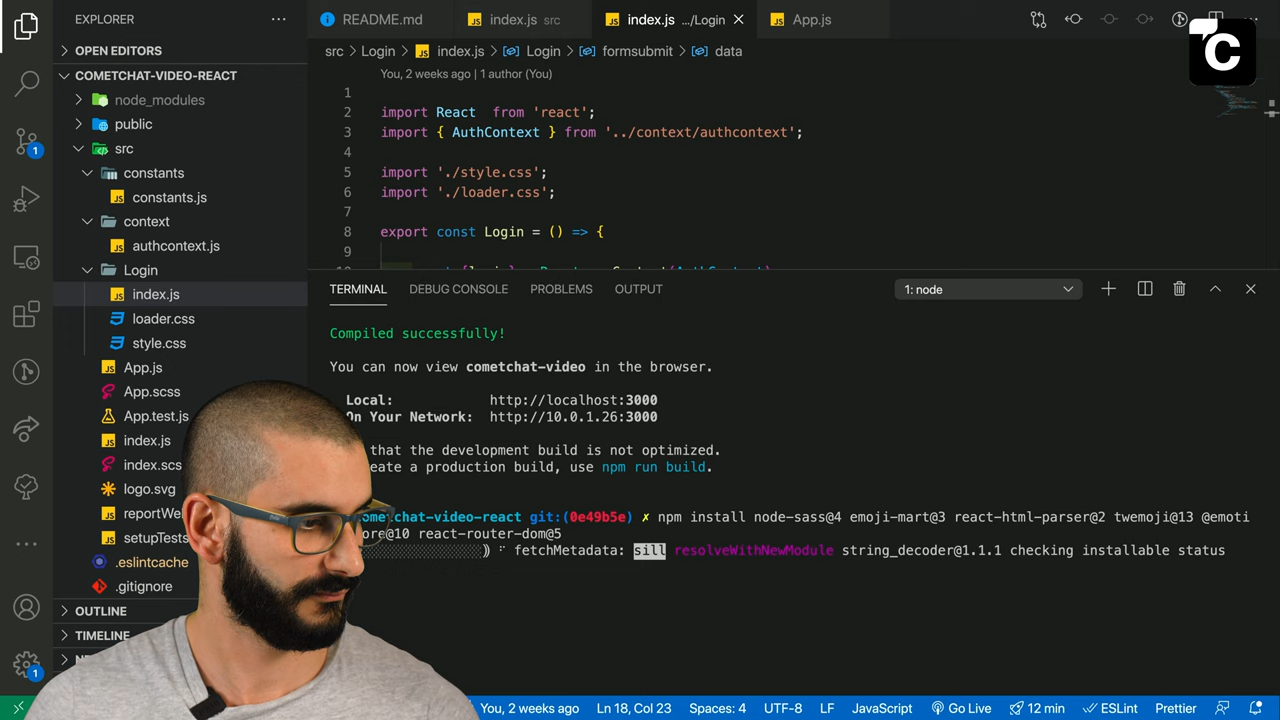 EXPLORER
README.md
index.js src
index.js .../Login
App.js
OPEN EDITORS
src Login index.js Login formsubmit data
COMETCHAT-VIDEO-REACT
You, 2 weeks ago | 1 author (You)
node_modules
public
src
constants
constants.js
context
authcontext.js
Login
index.js
loader.css
style.css
App.js
App.scss
App.test.js
index.js
index.scs
logo.svg
reportWe
setupTests
.eslintcache
.gitignore
OUTLINE
TIMELINE
1
2 import React from 'react';
3 import { AuthContext } from '../context/authcontext';
4
5 import './style.css';
6 import './loader.css';
7
8 export const Login = () => {
9
TERMINAL DEBUG CONSOLE PROBLEMS OUTPUT 1: node
Compiled successfully!
You can now view cometchat-video in the browser.
Local: http://localhost:3000
On Your Network: http://10.0.1.26:3000
that the development build is not optimized.
eate a production build, use npm run build.
ometchat-video-react git:(0e49b5e) ✗ npm install node-sass@4 emoji-mart@3 react-html-parser@2 twemoji@13 @emoti
ore@10 react-router-dom@5
fetchMetadata: sill resolveWithNewModule string_decoder@1.1.1 checking installable status
You, 2 weeks ago Ln 18, Col 23 Spaces: 4 UTF-8 LF JavaScript Go Live 12 min ESLint Prettier
1
1
C